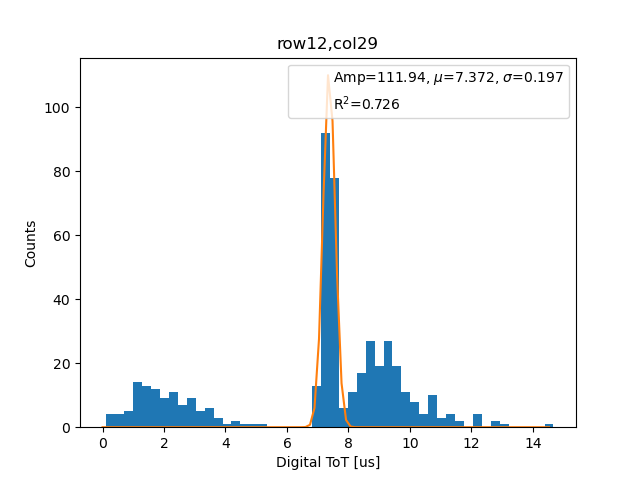 row12,col29
Amp=111.94, μ=7.372, σ=0.197
R²=0.726
Counts
100
80
60
40
20
0
0 2 4 6 8 10 12 14
Digital ToT [us]